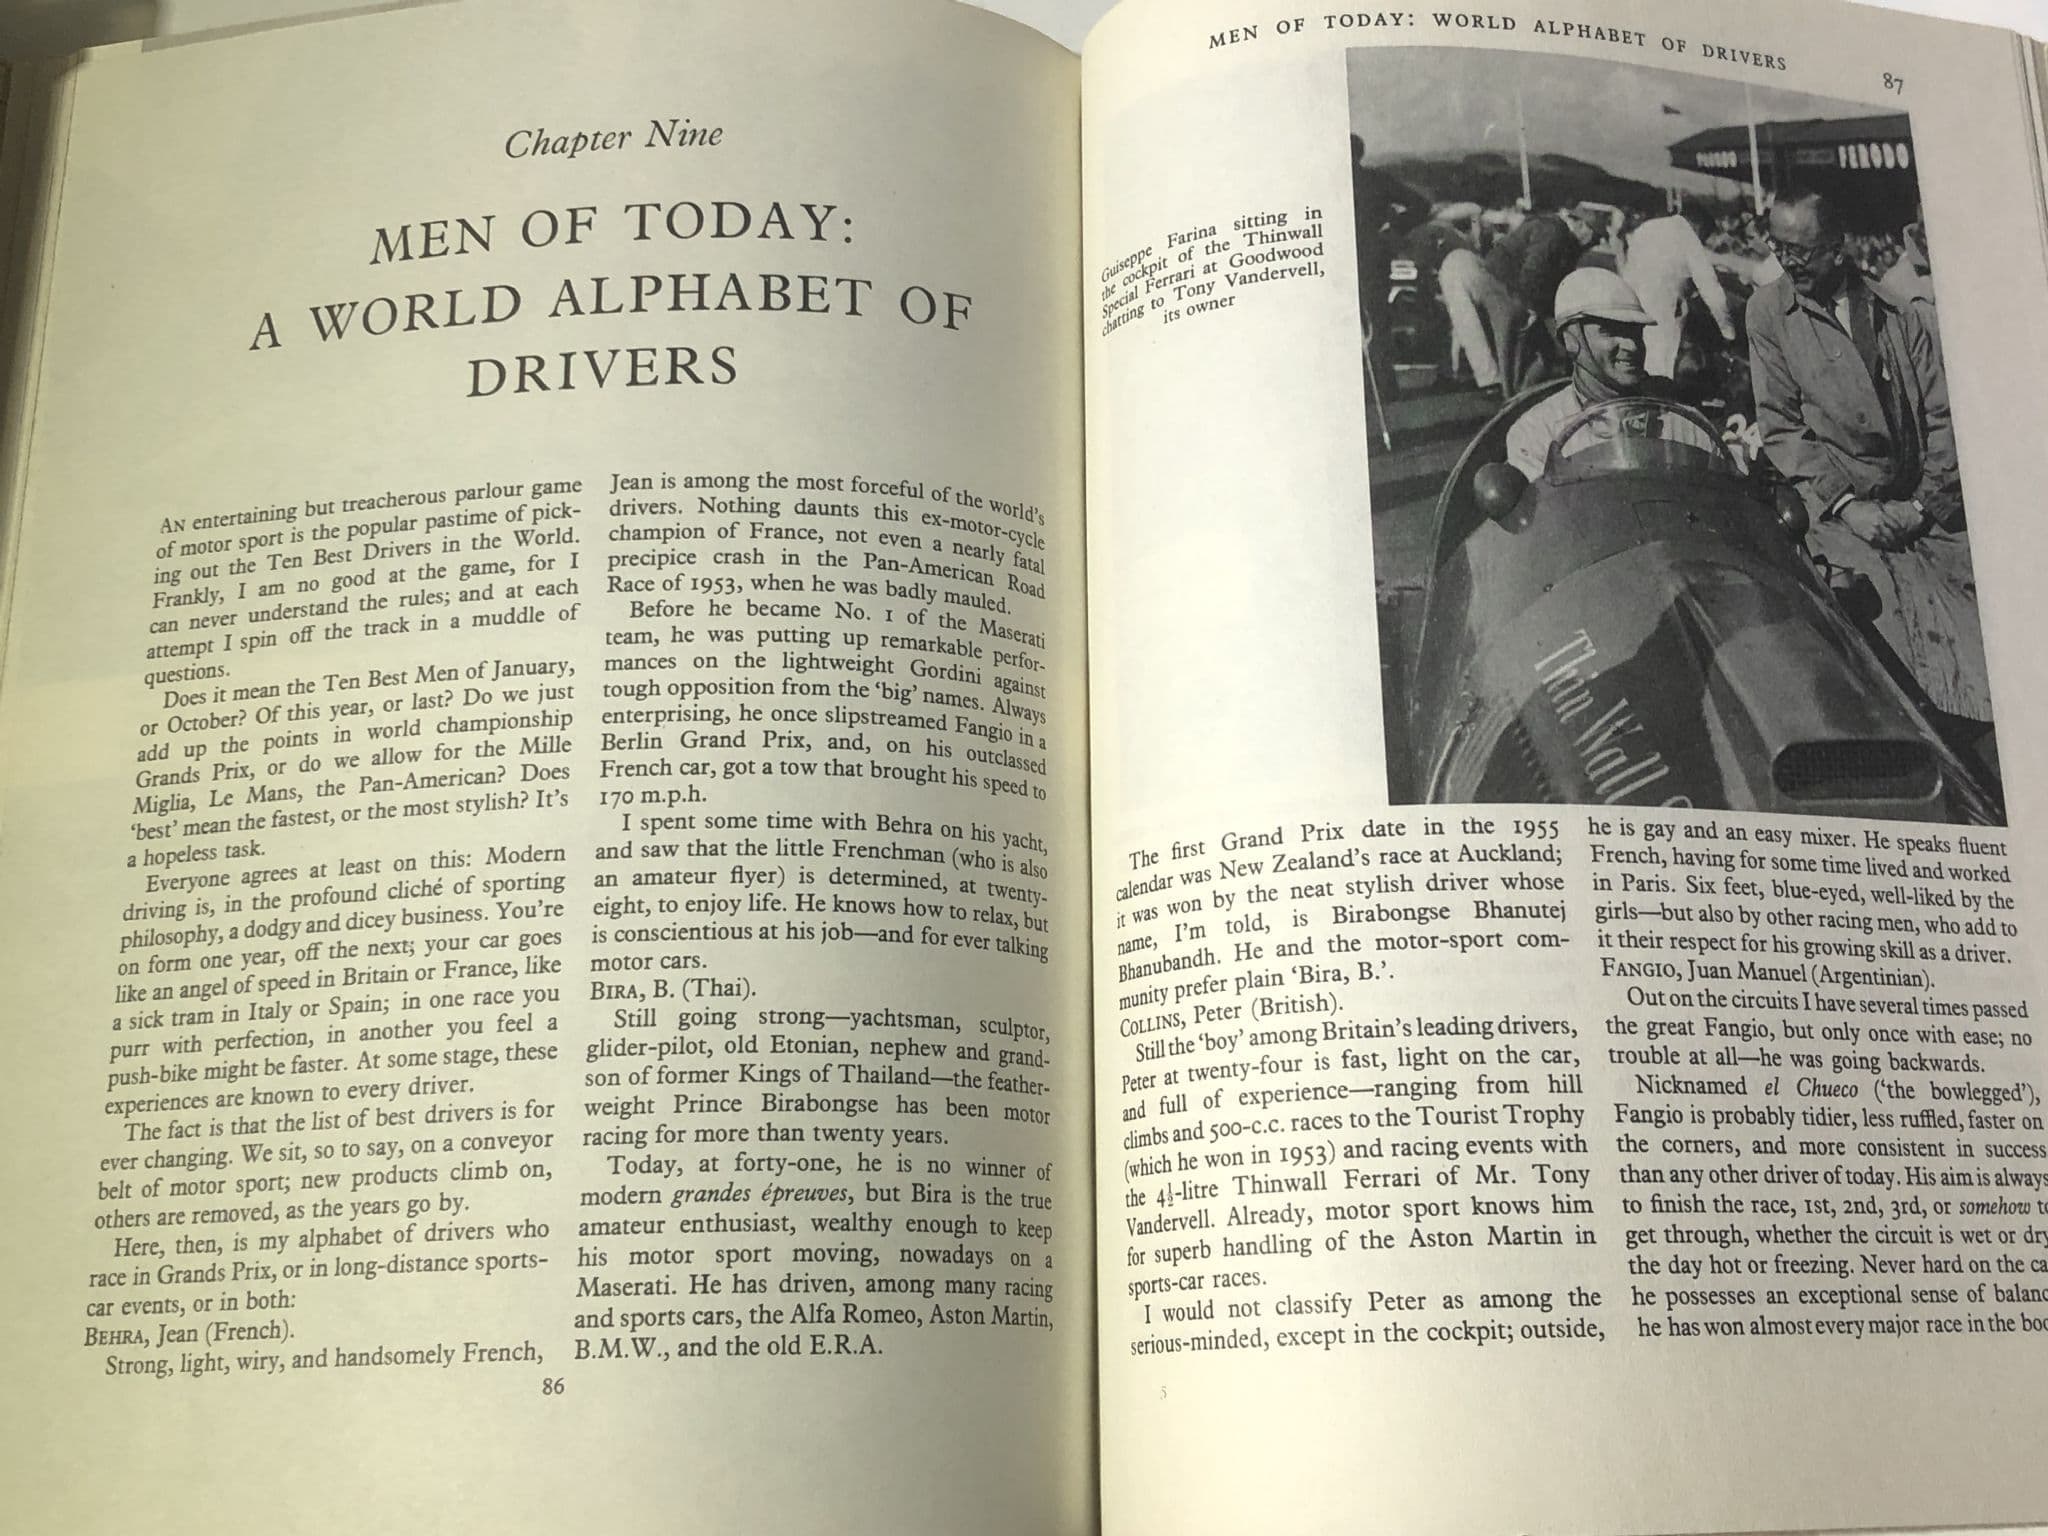 Chapter Nine
MEN OF TODAY:
A WORLD ALPHABET OF
DRIVERS
AN entertaining but treacherous parlour game
of motor sport is the popular pastime of pick-
ing out the Ten Best Drivers in the World.
Frankly, I am no good at the game, for I
can never understand the rules; and at each
attempt I spin off the track in a muddle of
questions.
Does it mean the Ten Best Men of January,
or October? Of this year, or last? Do we just
add up the points in world championship
Grands Prix, or do we allow for the Mille
Miglia, Le Mans, the Pan-American? Does
‘best’ mean the fastest, or the most stylish? It’s
a hopeless task.
Everyone agrees at least on this: Modern
driving is, in the profound cliché of sporting
philosophy, a dodgy and dicey business. You’re
on form one year, off the next; your car goes
like an angel of speed in Britain or France, like
a sick tram in Italy or Spain; in one race you
purr with perfection, in another you feel a
push-bike might be faster. At some stage, these
experiences are known to every driver.
The fact is that the list of best drivers is for
ever changing. We sit, so to say, on a conveyor
belt of motor sport; new products climb on,
others are removed, as the years go by.
Here, then, is my alphabet of drivers who
race in Grands Prix, or in long-distance sports-
car events, or in both:
BEHRA, Jean (French).
Strong, light, wiry, and handsomely French,
Jean is among the most forceful of the world’s
drivers. Nothing daunts this ex-motor-cycle
champion of France, not even a nearly fatal
precipice crash in the Pan-American Road
Race of 1953, when he was badly mauled.
Before he became No. 1 of the Maserati
team, he was putting up remarkable perfor-
mances on the lightweight Gordini against
tough opposition from the ‘big’ names. Always
enterprising, he once slipstreamed Fangio in a
Berlin Grand Prix, and, on his outclassed
French car, got a tow that brought his speed to
170 m.p.h.
I spent some time with Behra on his yacht,
and saw that the little Frenchman (who is also
an amateur flyer) is determined, at twenty-
eight, to enjoy life. He knows how to relax, but
is conscientious at his job—and for ever talking
motor cars.
BIRA, B. (Thai).
Still going strong—yachtsman, sculptor,
glider-pilot, old Etonian, nephew and grand-
son of former Kings of Thailand—the feather-
weight Prince Birabongse has been motor
racing for more than twenty years.
Today, at forty-one, he is no winner of
modern grandes épreuves, but Bira is the true
amateur enthusiast, wealthy enough to keep
his motor sport moving, nowadays on a
Maserati. He has driven, among many racing
and sports cars, the Alfa Romeo, Aston Martin,
B.M.W., and the old E.R.A.
86
MEN OF TODAY: WORLD ALPHABET OF DRIVERS
87
Guiseppe Farina sitting in
the cockpit of the Thinwall
Special Ferrari at Goodwood
chatting to Tony Vandervell,
its owner
FERODO
24
Thin Wall
The first Grand Prix date in the 1955
calendar was New Zealand’s race at Auckland;
it was won by the neat stylish driver whose
name, I’m told, is Birabongse Bhanutej
Bhanubandh. He and the motor-sport com-
munity prefer plain ‘Bira, B.’.
COLLINS, Peter (British).
Still the ‘boy’ among Britain’s leading drivers,
Peter at twenty-four is fast, light on the car,
and full of experience—ranging from hill
climbs and 500-c.c. races to the Tourist Trophy
(which he won in 1953) and racing events with
the 4½-litre Thinwall Ferrari of Mr. Tony
Vandervell. Already, motor sport knows him
for superb handling of the Aston Martin in
sports-car races.
I would not classify Peter as among the
serious-minded, except in the cockpit; outside,
5
he is gay and an easy mixer. He speaks fluent
French, having for some time lived and worked
in Paris. Six feet, blue-eyed, well-liked by the
girls—but also by other racing men, who add to
it their respect for his growing skill as a driver.
FANGIO, Juan Manuel (Argentinian).
Out on the circuits I have several times passed
the great Fangio, but only once with ease; no
trouble at all—he was going backwards.
Nicknamed el Chueco (‘the bowlegged’),
Fangio is probably tidier, less ruffled, faster on
the corners, and more consistent in success
than any other driver of today. His aim is always
to finish the race, 1st, 2nd, 3rd, or somehow to
get through, whether the circuit is wet or dry
the day hot or freezing. Never hard on the ca
he possesses an exceptional sense of balanc
he has won almost every major race in the boo